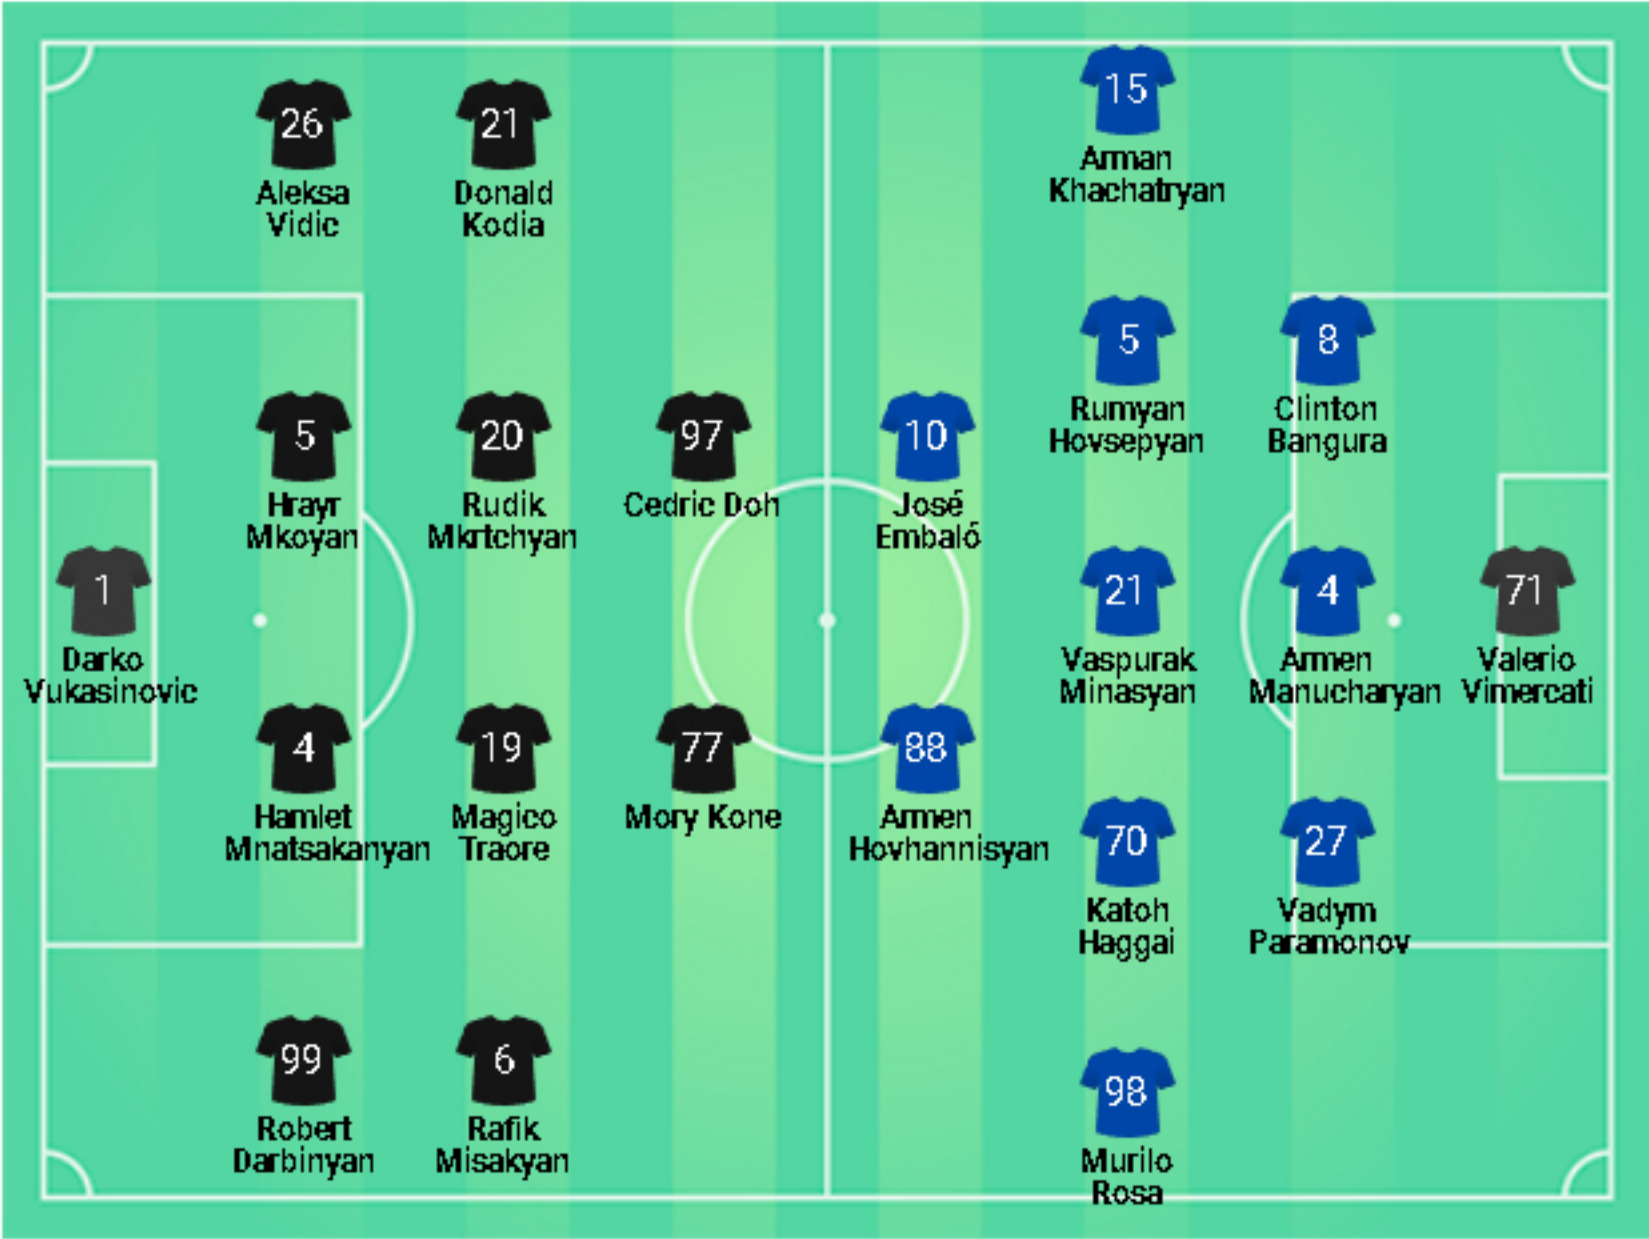 15
Arman
Khachatryan
26
Aleksa
Vidic
21
Donald
Kodia
5
Rumyan
Hovsepyan
8
Clinton
Bangura
5
Hrayr
Mkoyan
20
Rudik
Mkrtchyan
97
Cedric Doh
10
José
Embaló
1
Darko
Vukasinovic
21
Vaspurak
Minasyan
4
Armen
Manucharyan
71
Valerio
Vimercati
4
Hamlet
Mnatsakanyan
19
Magico
Traore
77
Mory Kone
88
Armen
Hovhannisyan
70
Katoh
Haggai
27
Vadym
Paramonov
99
Robert
Darbinyan
6
Rafik
Misakyan
98
Murilo
Rosa